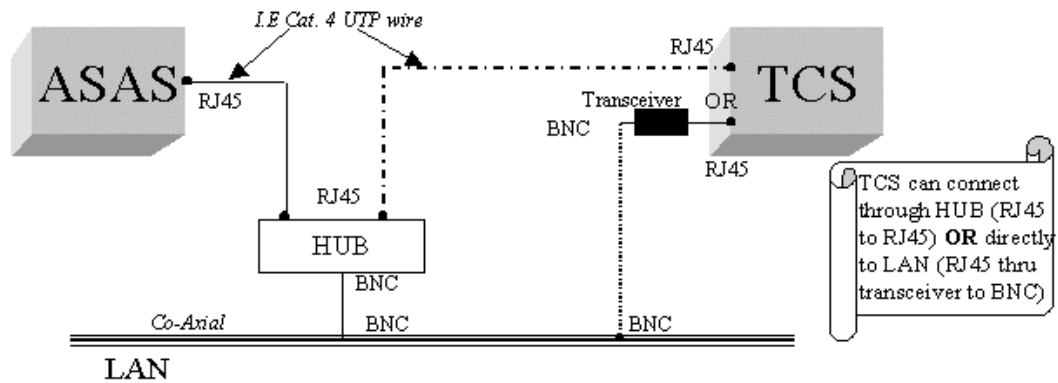 I.E Cat. 4 UTP wire
ASAS
RJ45
RJ45
TCS
Transceiver
OR
BNC
RJ45
RJ45
HUB
BNC
TCS can connect
through HUB (RJ45
to RJ45) OR directly
to LAN (RJ45 thru
transceiver to BNC)
Co-Axial
BNC
BNC
LAN